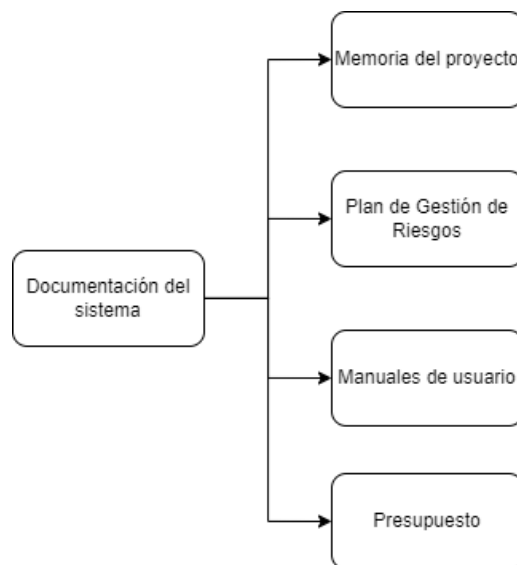 Memoria del proyecto
Plan de Gestión de
Riesgos
Documentación del
sistema
Manuales de usuario
Presupuesto